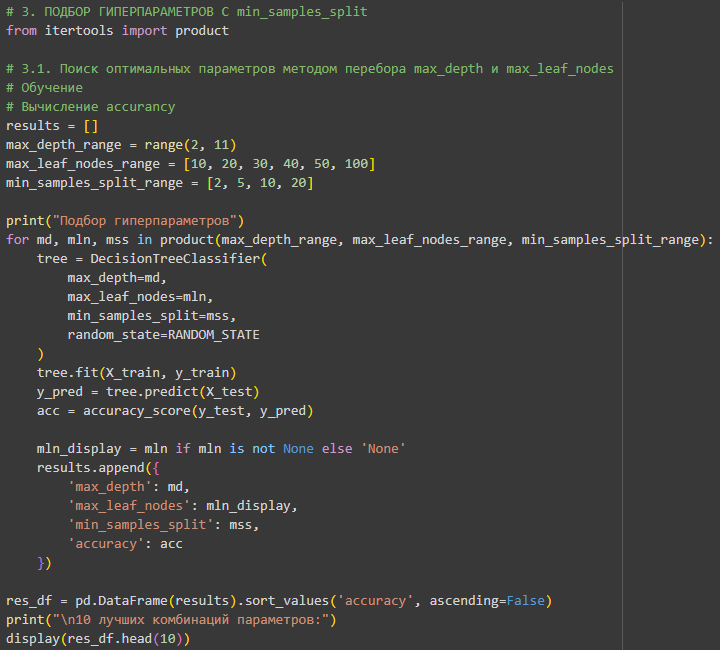 # 3. ПОДБОР ГИПЕРПАРАМЕТРОВ С min_samples_split
from itertools import product
# 3.1. Поиск оптимальных параметров методом перебора max_depth и max_leaf_nodes
# Обучение
# Вычисление accurancy
results = []
max_depth_range = range(2, 11)
max_leaf_nodes_range = [10, 20, 30, 40, 50, 100]
min_samples_split_range = [2, 5, 10, 20]
print("Подбор гиперпараметров")
for md, mln, mss in product(max_depth_range, max_leaf_nodes_range, min_samples_split_range):
    tree = DecisionTreeClassifier(
        max_depth=md,
        max_leaf_nodes=mln,
        min_samples_split=mss,
        random_state=RANDOM_STATE
    )
    tree.fit(X_train, y_train)
    y_pred = tree.predict(X_test)
    acc = accuracy_score(y_test, y_pred)
    mln_display = mln if mln is not None else 'None'
    results.append({
        'max_depth': md,
        'max_leaf_nodes': mln_display,
        'min_samples_split': mss,
        'accuracy': acc
    })
res_df = pd.DataFrame(results).sort_values('accuracy', ascending=False)
print("\n10 лучших комбинаций параметров:")
display(res_df.head(10))